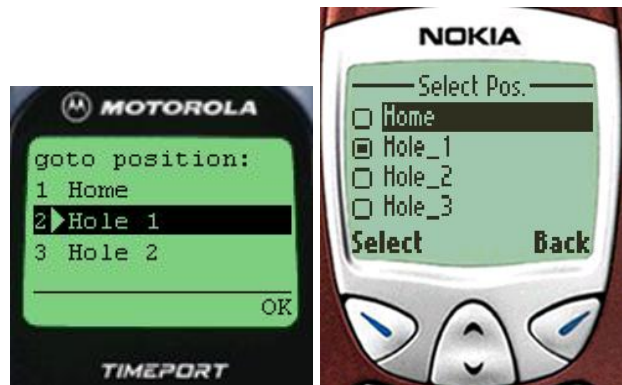 MOTOROLA
goto position:
1 Home
2 Hole 1
3 Hole 2
OK
TIMEPORT
NOKIA
Select Pos.
Home
Hole_1
Hole_2
Hole_3
Select Back